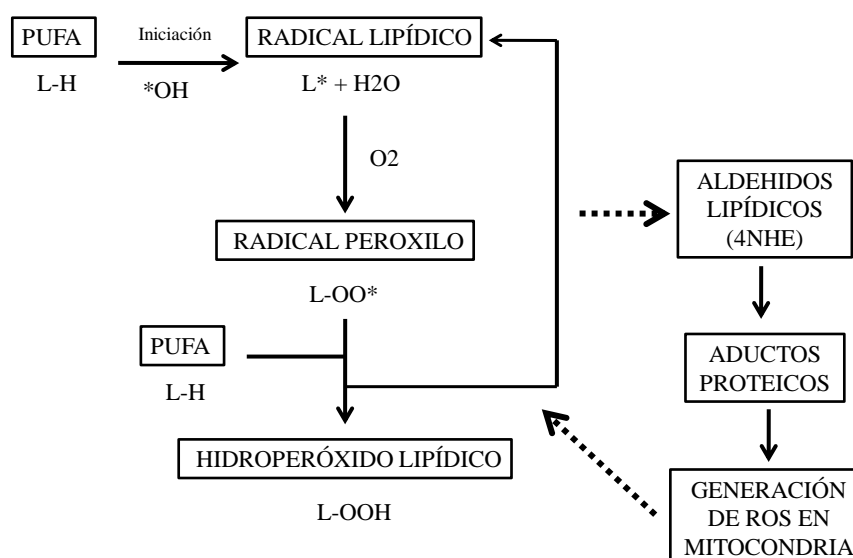 PUFA
Iniciación
RADICAL LIPÍDICO
L-H
*OH
L* + H2O
O2
RADICAL PEROXILO
L-OO*
PUFA
L-H
HIDROPERÓXIDO LIPÍDICO
L-OOH
ALDEHIDOS
LIPÍDICOS
(4NHE)
ADUCTOS
PROTEICOS
GENERACIÓN
DE ROS EN
MITOCONDRIA